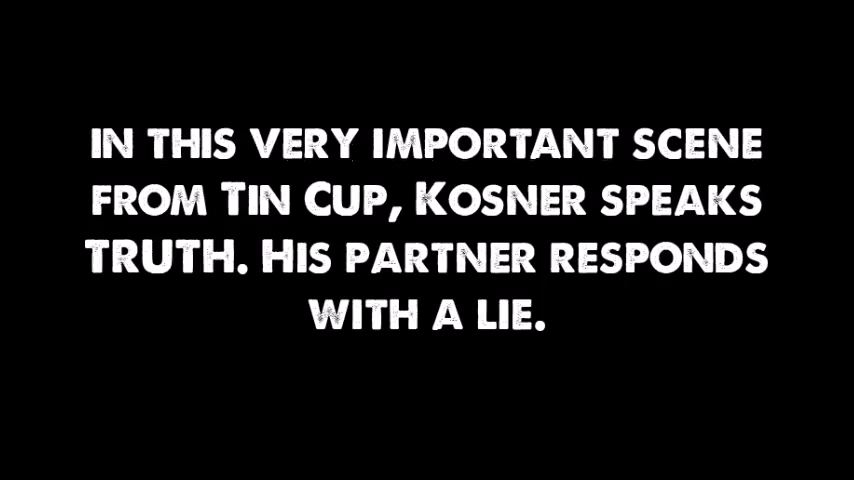 IN THIS VERY IMPORTANT SCENE
FROM TIN CUP, KOSNER SPEAKS
TRUTH. HIS PARTNER RESPONDS
WITH A LIE.